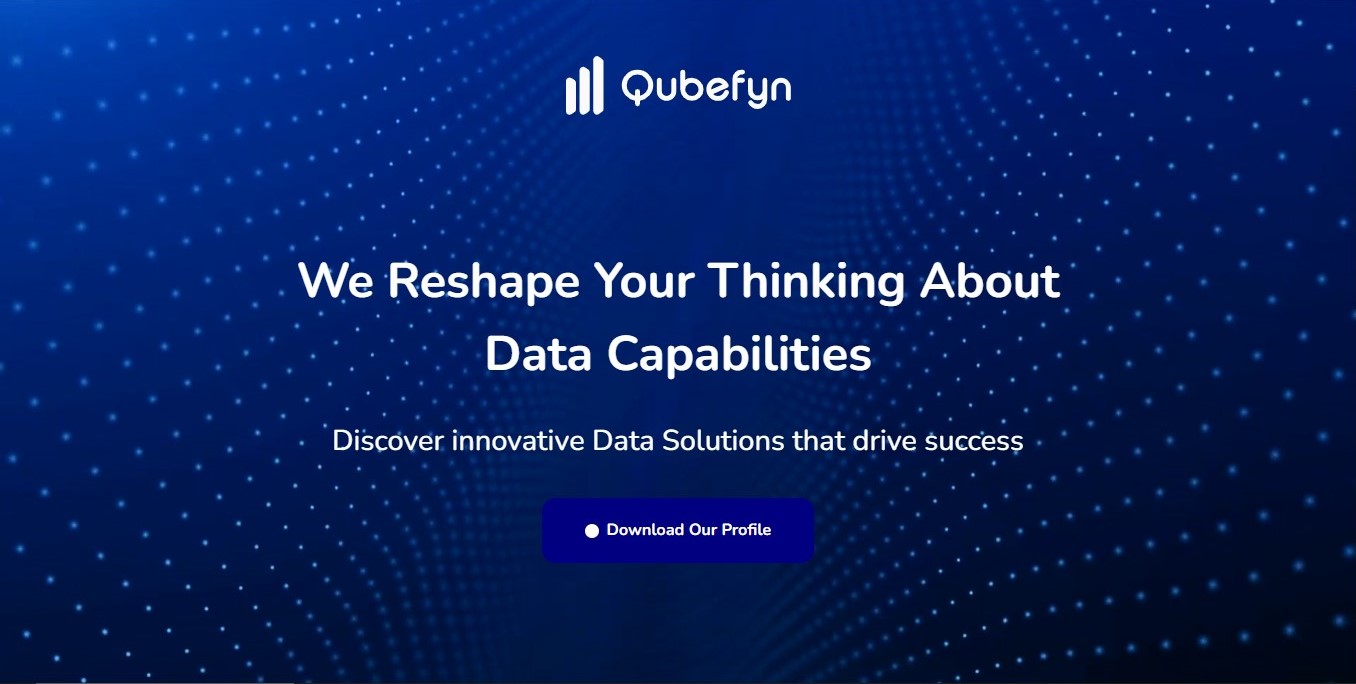 Qubefyn
We Reshape Your Thinking About
Data Capabilities
Discover innovative Data Solutions that drive success
Download Our Profile